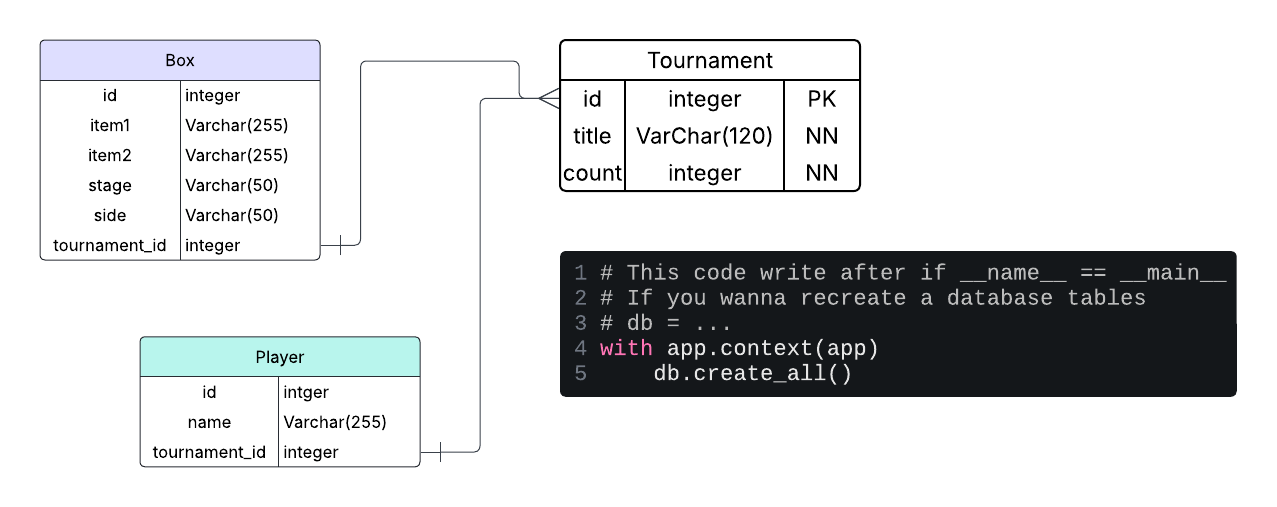 Box
id integer
item1 Varchar(255)
item2 Varchar(255)
stage Varchar(50)
side Varchar(50)
tournament_id integer
Tournament
id integer PK
title VarChar(120) NN
count integer NN
1 # This code write after if __name__ == __main__
2 # If you wanna recreate a database tables
3 # db = ...
4 with app.context(app)
5 db.create_all()
Player
id intger
name Varchar(255)
tournament_id integer